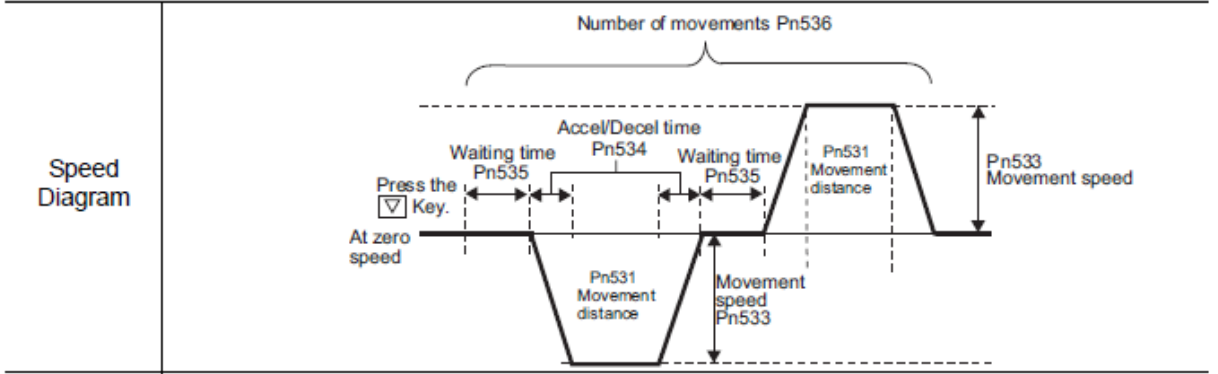 Number of movements Pn536
Accel/Decel time
Pn534
Waiting time
Pn535
Waiting time
Pn535
Press the
▽ Key.
At zero
speed
Pn531
Movement
distance
Movement
speed
Pn533
Pn531
Movement
distance
Pn533
Movement speed
Speed
Diagram